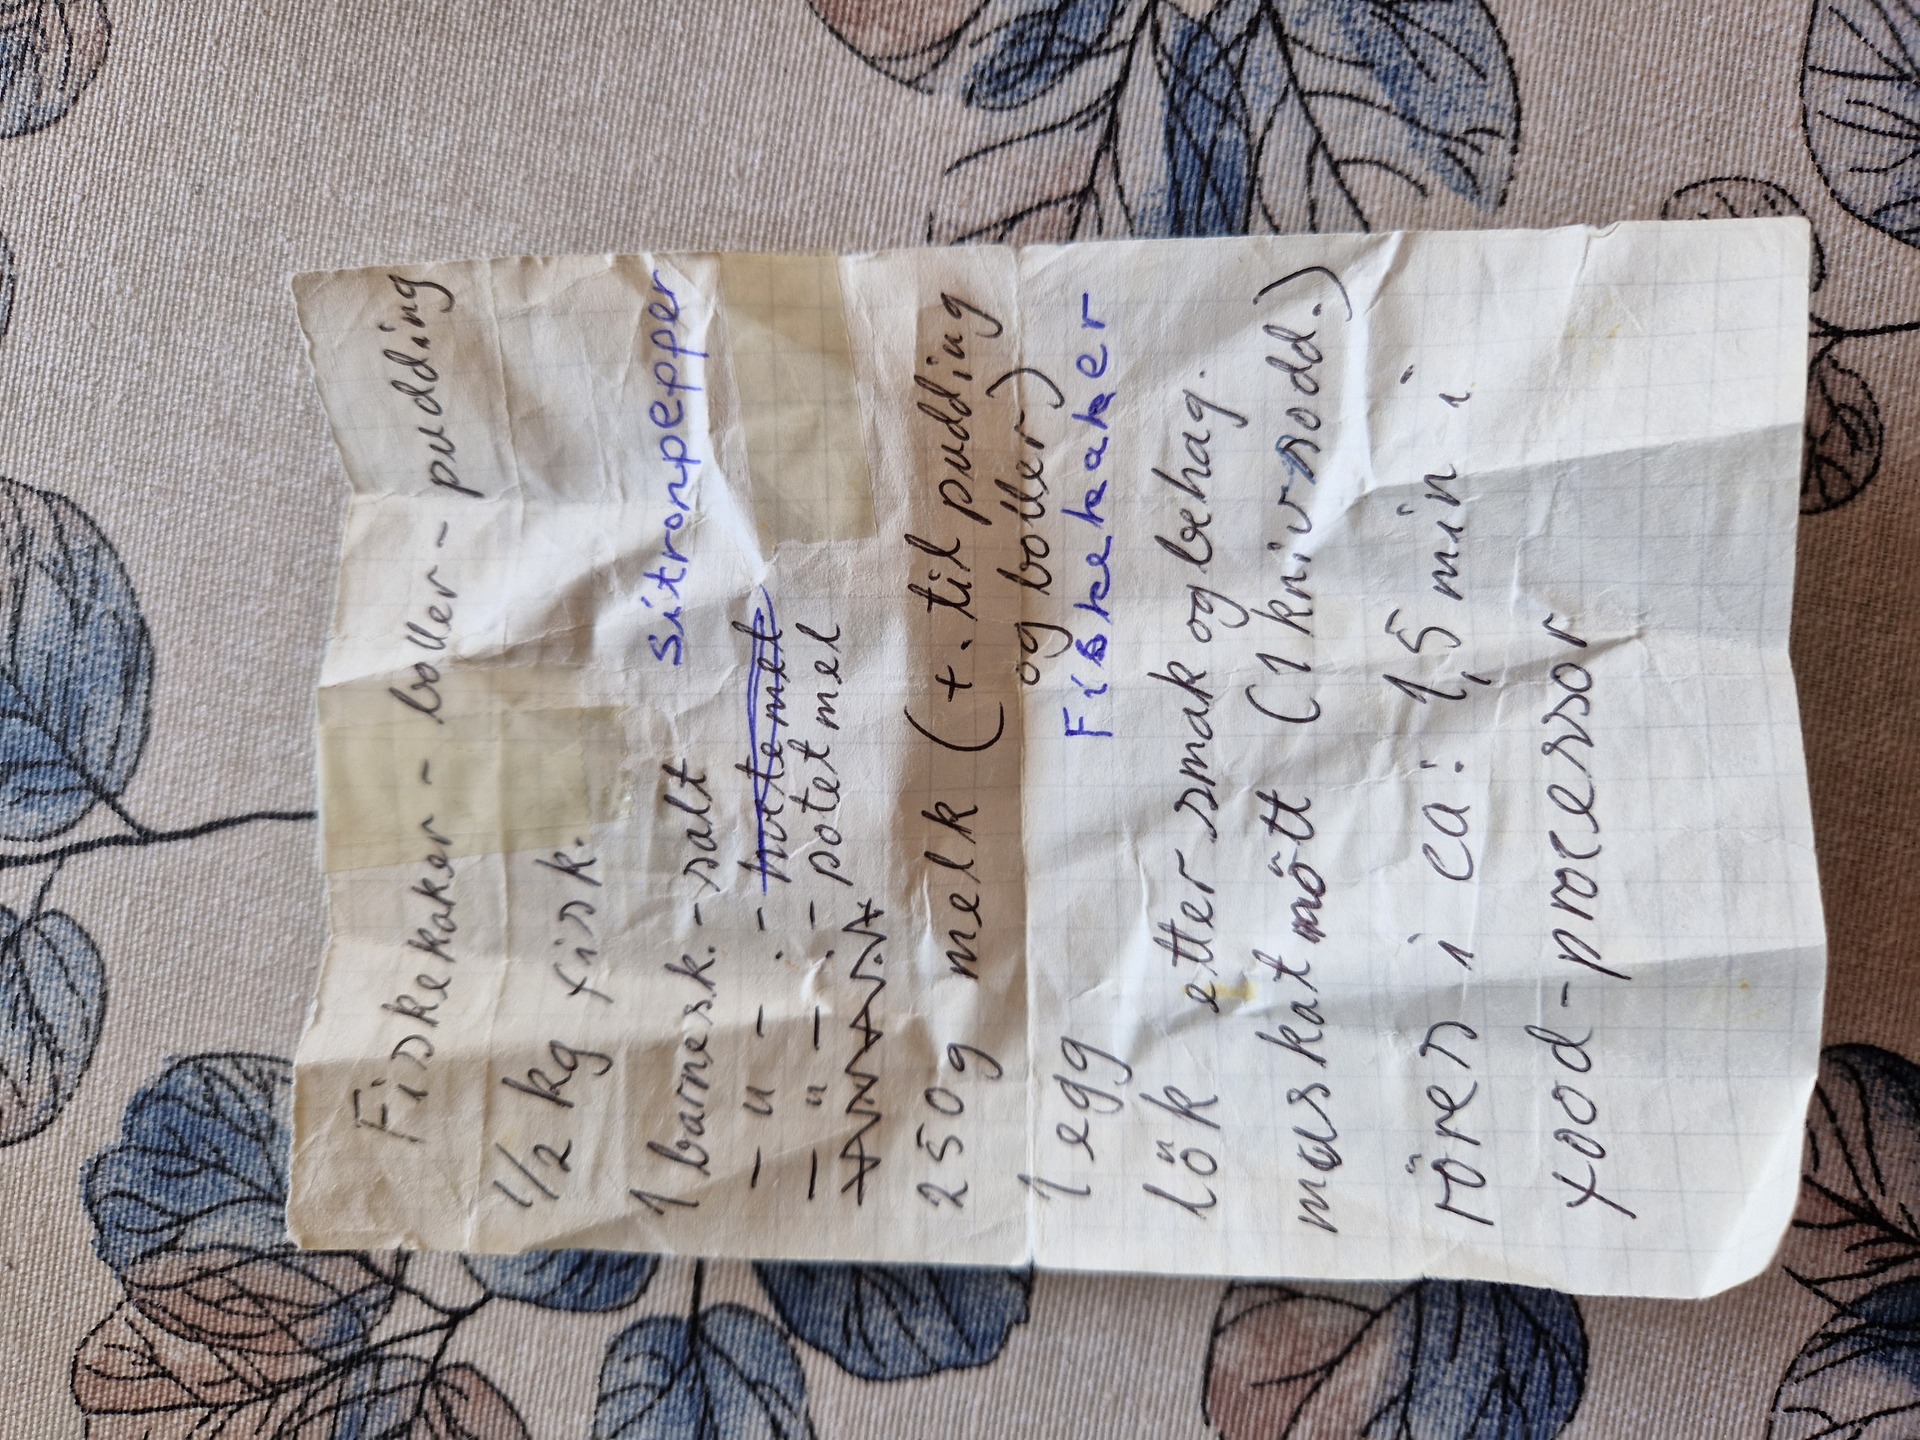 Fiskekaker - boller - pudding
1/2 kg fisk.
sitronpepper
1 barnesk. - salt
- " - . - hvetemel
- " - . - potetmel
250g melk (+. til pudding
og boller)
1 egg
Fiskekaker
lök etter smak og behag.
muskatnött (1 knivsodd.)
röres i ca: 1,5 min i
food-processor